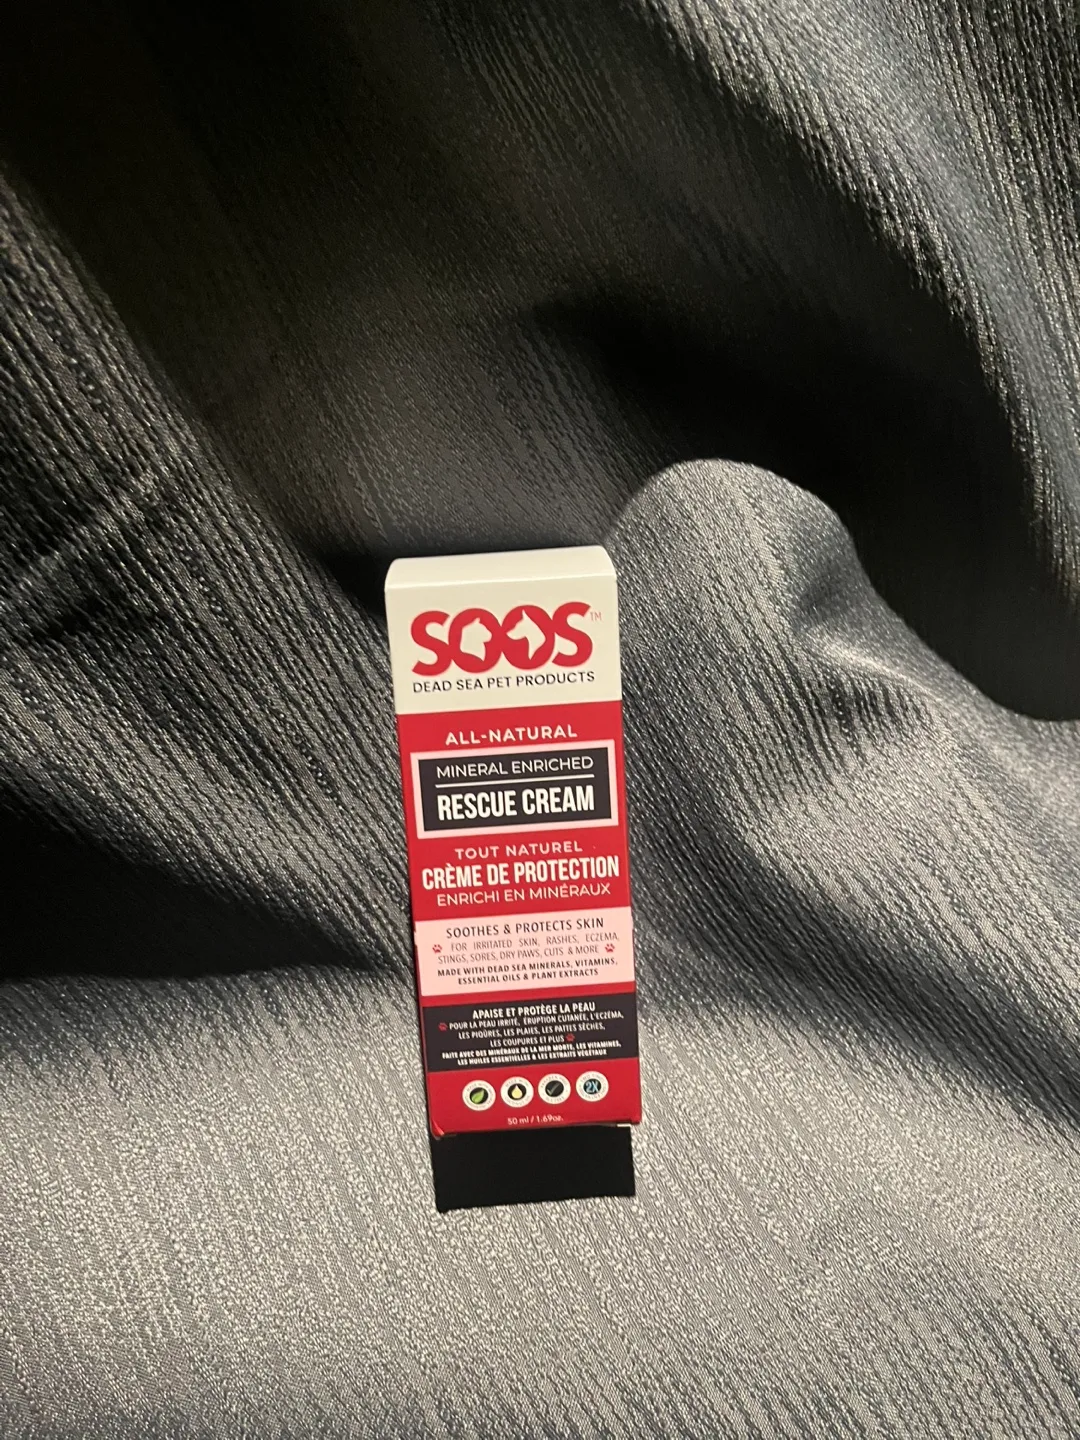 SOOS™
DEAD SEA PET PRODUCTS
ALL-NATURAL
MINERAL ENRICHED
RESCUE CREAM
TOUT NATUREL
CRÈME DE PROTECTION
ENRICHI EN MINÉRAUX
SOOTHES & PROTECTS SKIN
FOR IRRITATED SKIN, RASHES, ECZEMA,
STINGS, SORES, DRY PAWS, CUTS & MORE
MADE WITH DEAD SEA MINERALS, VITAMINS,
ESSENTIAL OILS & PLANT EXTRACTS
APAISE ET PROTÈGE LA PEAU
POUR LA PEAU IRRITÉ, ÉRUPTION CUTANÉE, L'ECZÉMA,
LES PIQÛRES, LES PLAIES, LES PATTES SÈCHES,
LES COUPURES ET PLUS
FAITE AVEC DES MINÉRAUX DE LA MER MORTE, LES VITAMINES,
LES HUILES ESSENTIELLES & LES EXTRAITS VÉGÉTAUX
2X
50 ml / 1.69oz.